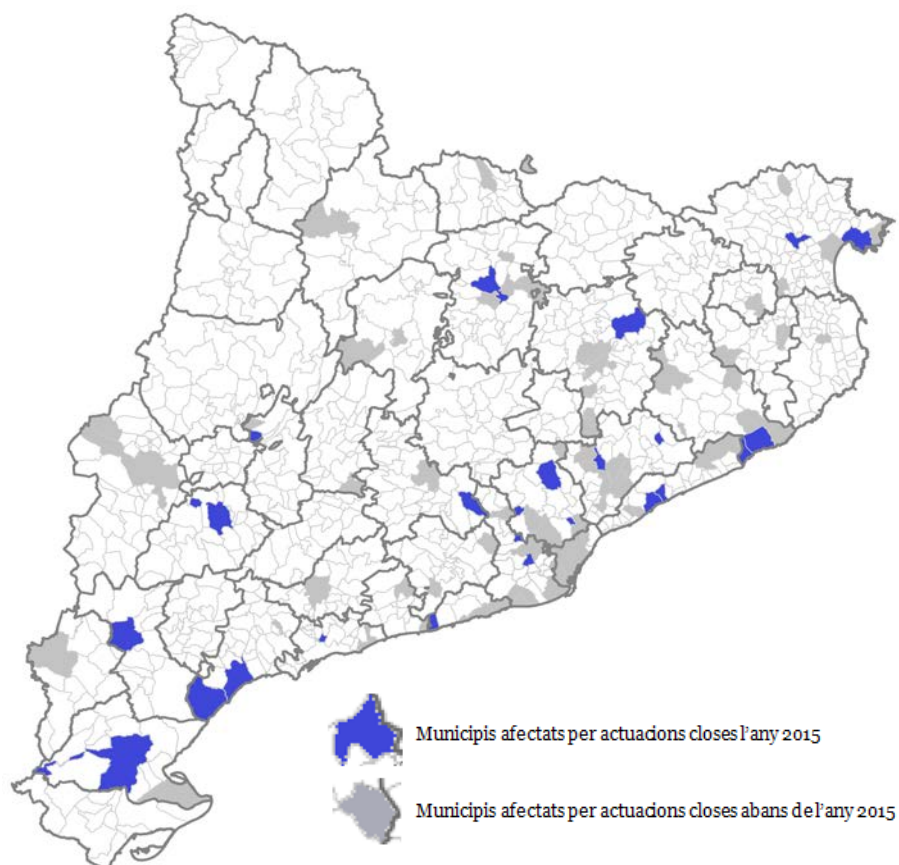 Municipis afectats per actuacions closes l'any 2015
Municipis afectats per actuacions closes abans de l'any 2015